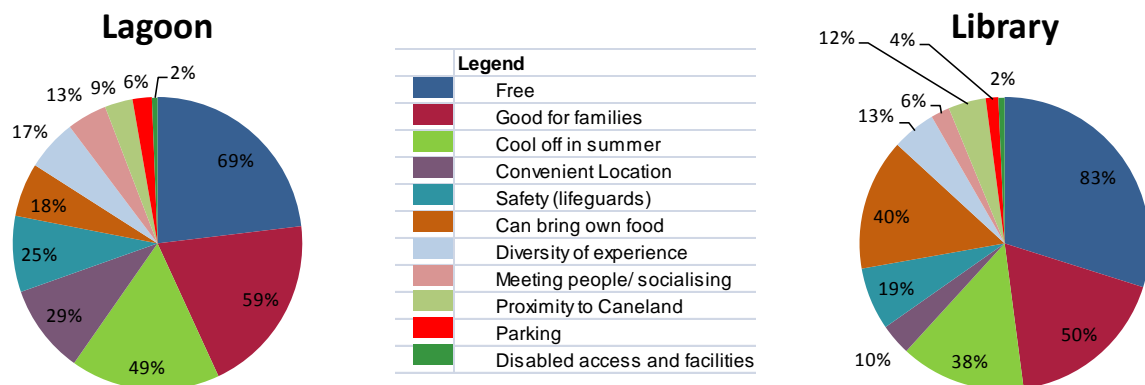 Lagoon
2%
6%
9%
13%
17%
18%
25%
29%
49%
59%
69%
Legend
Free
Good for families
Cool off in summer
Convenient Location
Safety (lifeguards)
Can bring own food
Diversity of experience
Meeting people/ socialising
Proximity to Caneland
Parking
Disabled access and facilities
Library
2%
4%
12%
6%
13%
40%
19%
10%
38%
50%
83%